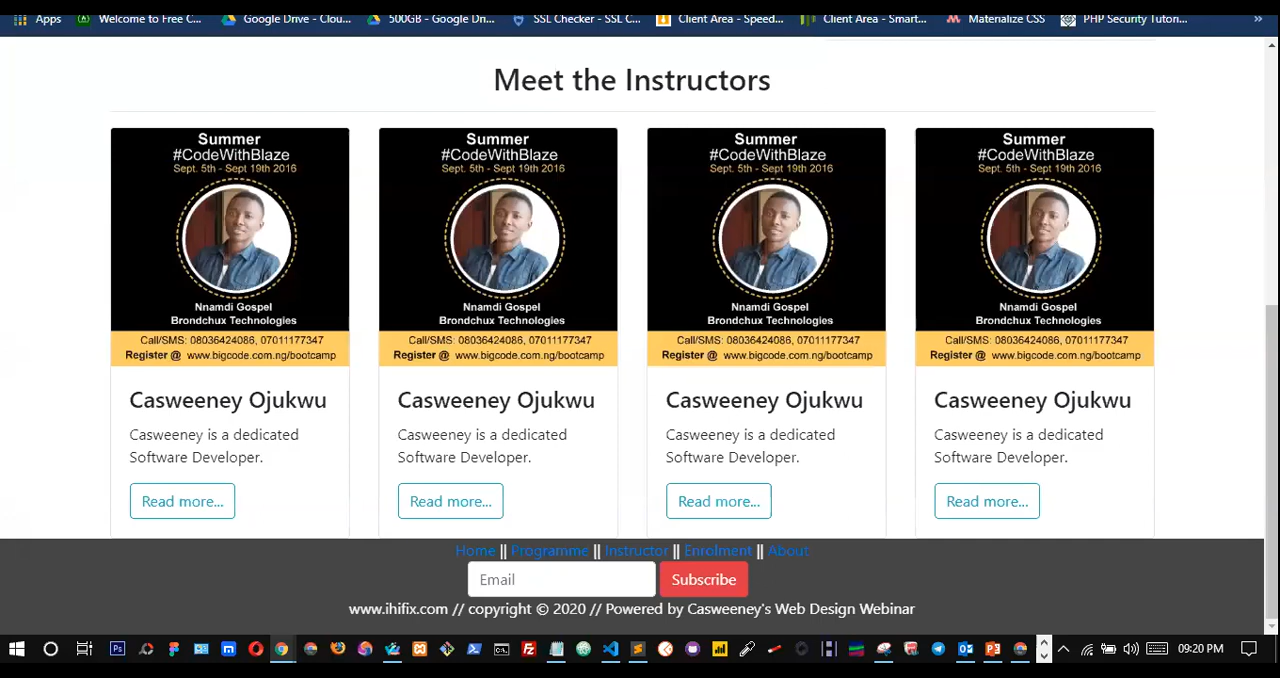 Apps Welcome to Free C... Google Drive - Clou... 500GB - Google Dri... SSL Checker - SSL C... Client Area - Speed... Client Area - Smart... Materialize CSS PHP Security Tutori... »
Meet the Instructors
Summer Summer Summer Summer
#CodeWithBlaze #CodeWithBlaze #CodeWithBlaze #CodeWithBlaze
Sept. 5th - Sept 19th 2016 Sept. 5th - Sept 19th 2016 Sept. 5th - Sept 19th 2016 Sept. 5th - Sept 19th 2016
Nnamdi Gospel Nnamdi Gospel Nnamdi Gospel Nnamdi Gospel
Brondchux Technologies Brondchux Technologies Brondchux Technologies Brondchux Technologies
Call/SMS: 08036424086, 07011177347 Call/SMS: 08036424086, 07011177347 Call/SMS: 08036424086, 07011177347 Call/SMS: 08036424086, 07011177347
Register @ www.bigcode.com.ng/bootcamp Register @ www.bigcode.com.ng/bootcamp Register @ www.bigcode.com.ng/bootcamp Register @ www.bigcode.com.ng/bootcamp
Casweeney Ojukwu Casweeney Ojukwu Casweeney Ojukwu Casweeney Ojukwu
Casweeney is a dedicated Casweeney is a dedicated Casweeney is a dedicated Casweeney is a dedicated
Software Developer. Software Developer. Software Developer. Software Developer.
Read more... Read more... Read more... Read more...
Home || Programme || Instructor || Enrolment || About
Email Subscribe
www.ihifix.com // copyright © 2020 // Powered by Casweeney's Web Design Webinar
09:20 PM